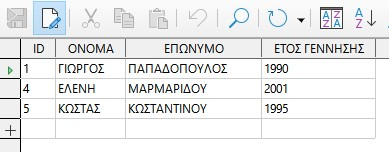 ID ΟΝΟΜΑ ΕΠΩΝΥΜΟ ΕΤΟΣ ΓΕΝΝΗΣΗΣ
1 ΓΙΩΡΓΟΣ ΠΑΠΑΔΟΠΟΥΛΟΣ 1990
4 ΕΛΕΝΗ ΜΑΡΜΑΡΙΔΟΥ 2001
5 ΚΩΣΤΑΣ ΚΩΣΤΑΝΤΙΝΟΥ 1995